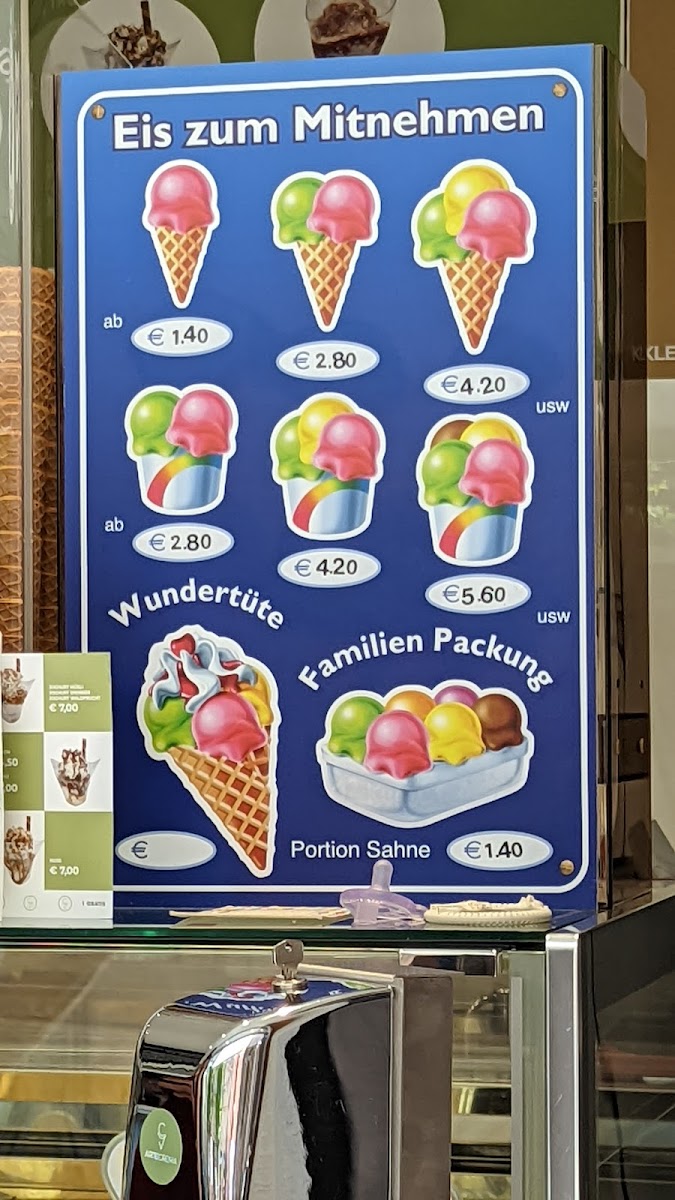 Eis zum Mitnehmen
ab
€ 1.40
€ 2.80
€ 4.20
usw
ab
€ 2.80
€ 4.20
€ 5.60
usw
Wundertüte
Familien Packung
€
Portion Sahne
€ 1.40
€ 7,00
€ 7,00
KLE